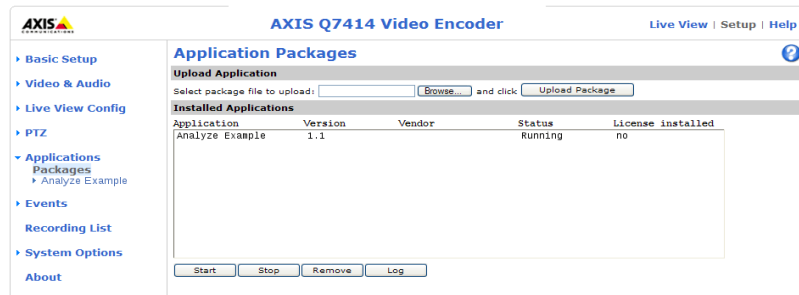 AXIS
COMMUNICATIONS
AXIS Q7414 Video Encoder
Live View | Setup | Help
Basic Setup
Video & Audio
Live View Config
PTZ
Applications
Packages
Analyze Example
Events
Recording List
System Options
About
Application Packages
?
Upload Application
Select package file to upload: Browse... and click Upload Package
Installed Applications
Application Version Vendor Status License installed
Analyze Example 1.1 Running no
Start Stop Remove Log